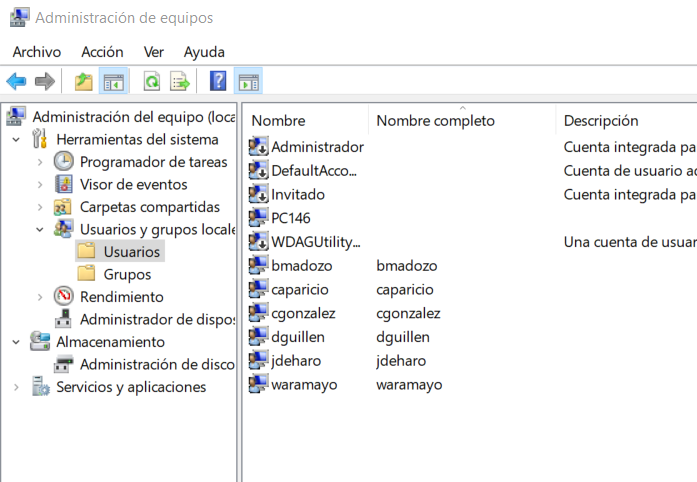 Administración de equipos
Archivo Acción Ver Ayuda
Administración del equipo (loca
Herramientas del sistema
Programador de tareas
Visor de eventos
Carpetas compartidas
Usuarios y grupos locale
Usuarios
Grupos
Rendimiento
Administrador de dispos
Almacenamiento
Administración de disco
Servicios y aplicaciones
Nombre Nombre completo Descripción
Administrador Cuenta integrada pa
DefaultAcco... Cuenta de usuario ad
Invitado Cuenta integrada pa
PC146
WDAGUtility... Una cuenta de usuar
bmadozo bmadozo
caparicio caparicio
cgonzalez cgonzalez
dguillen dguillen
jdeharo jdeharo
waramayo waramayo